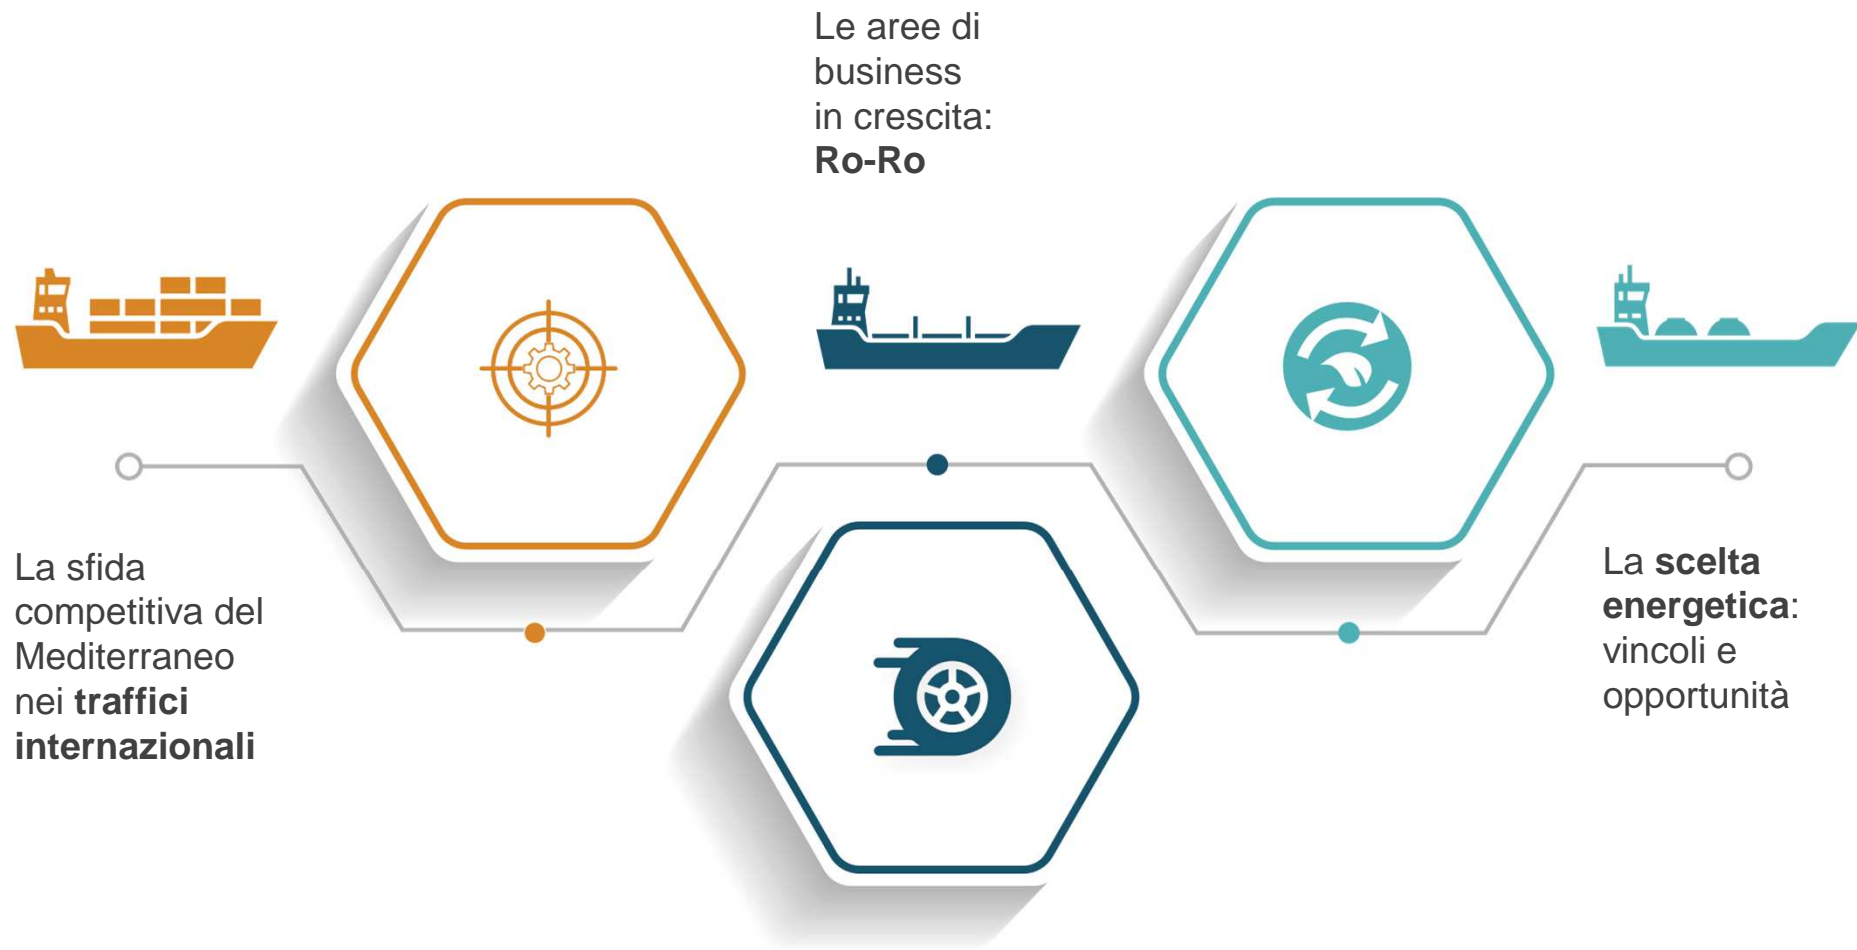 Le aree di
business
in crescita:
Ro-Ro
La sfida
competitiva del
Mediterraneo
nei traffici
internazionali
La scelta
energetica:
vincoli e
opportunità